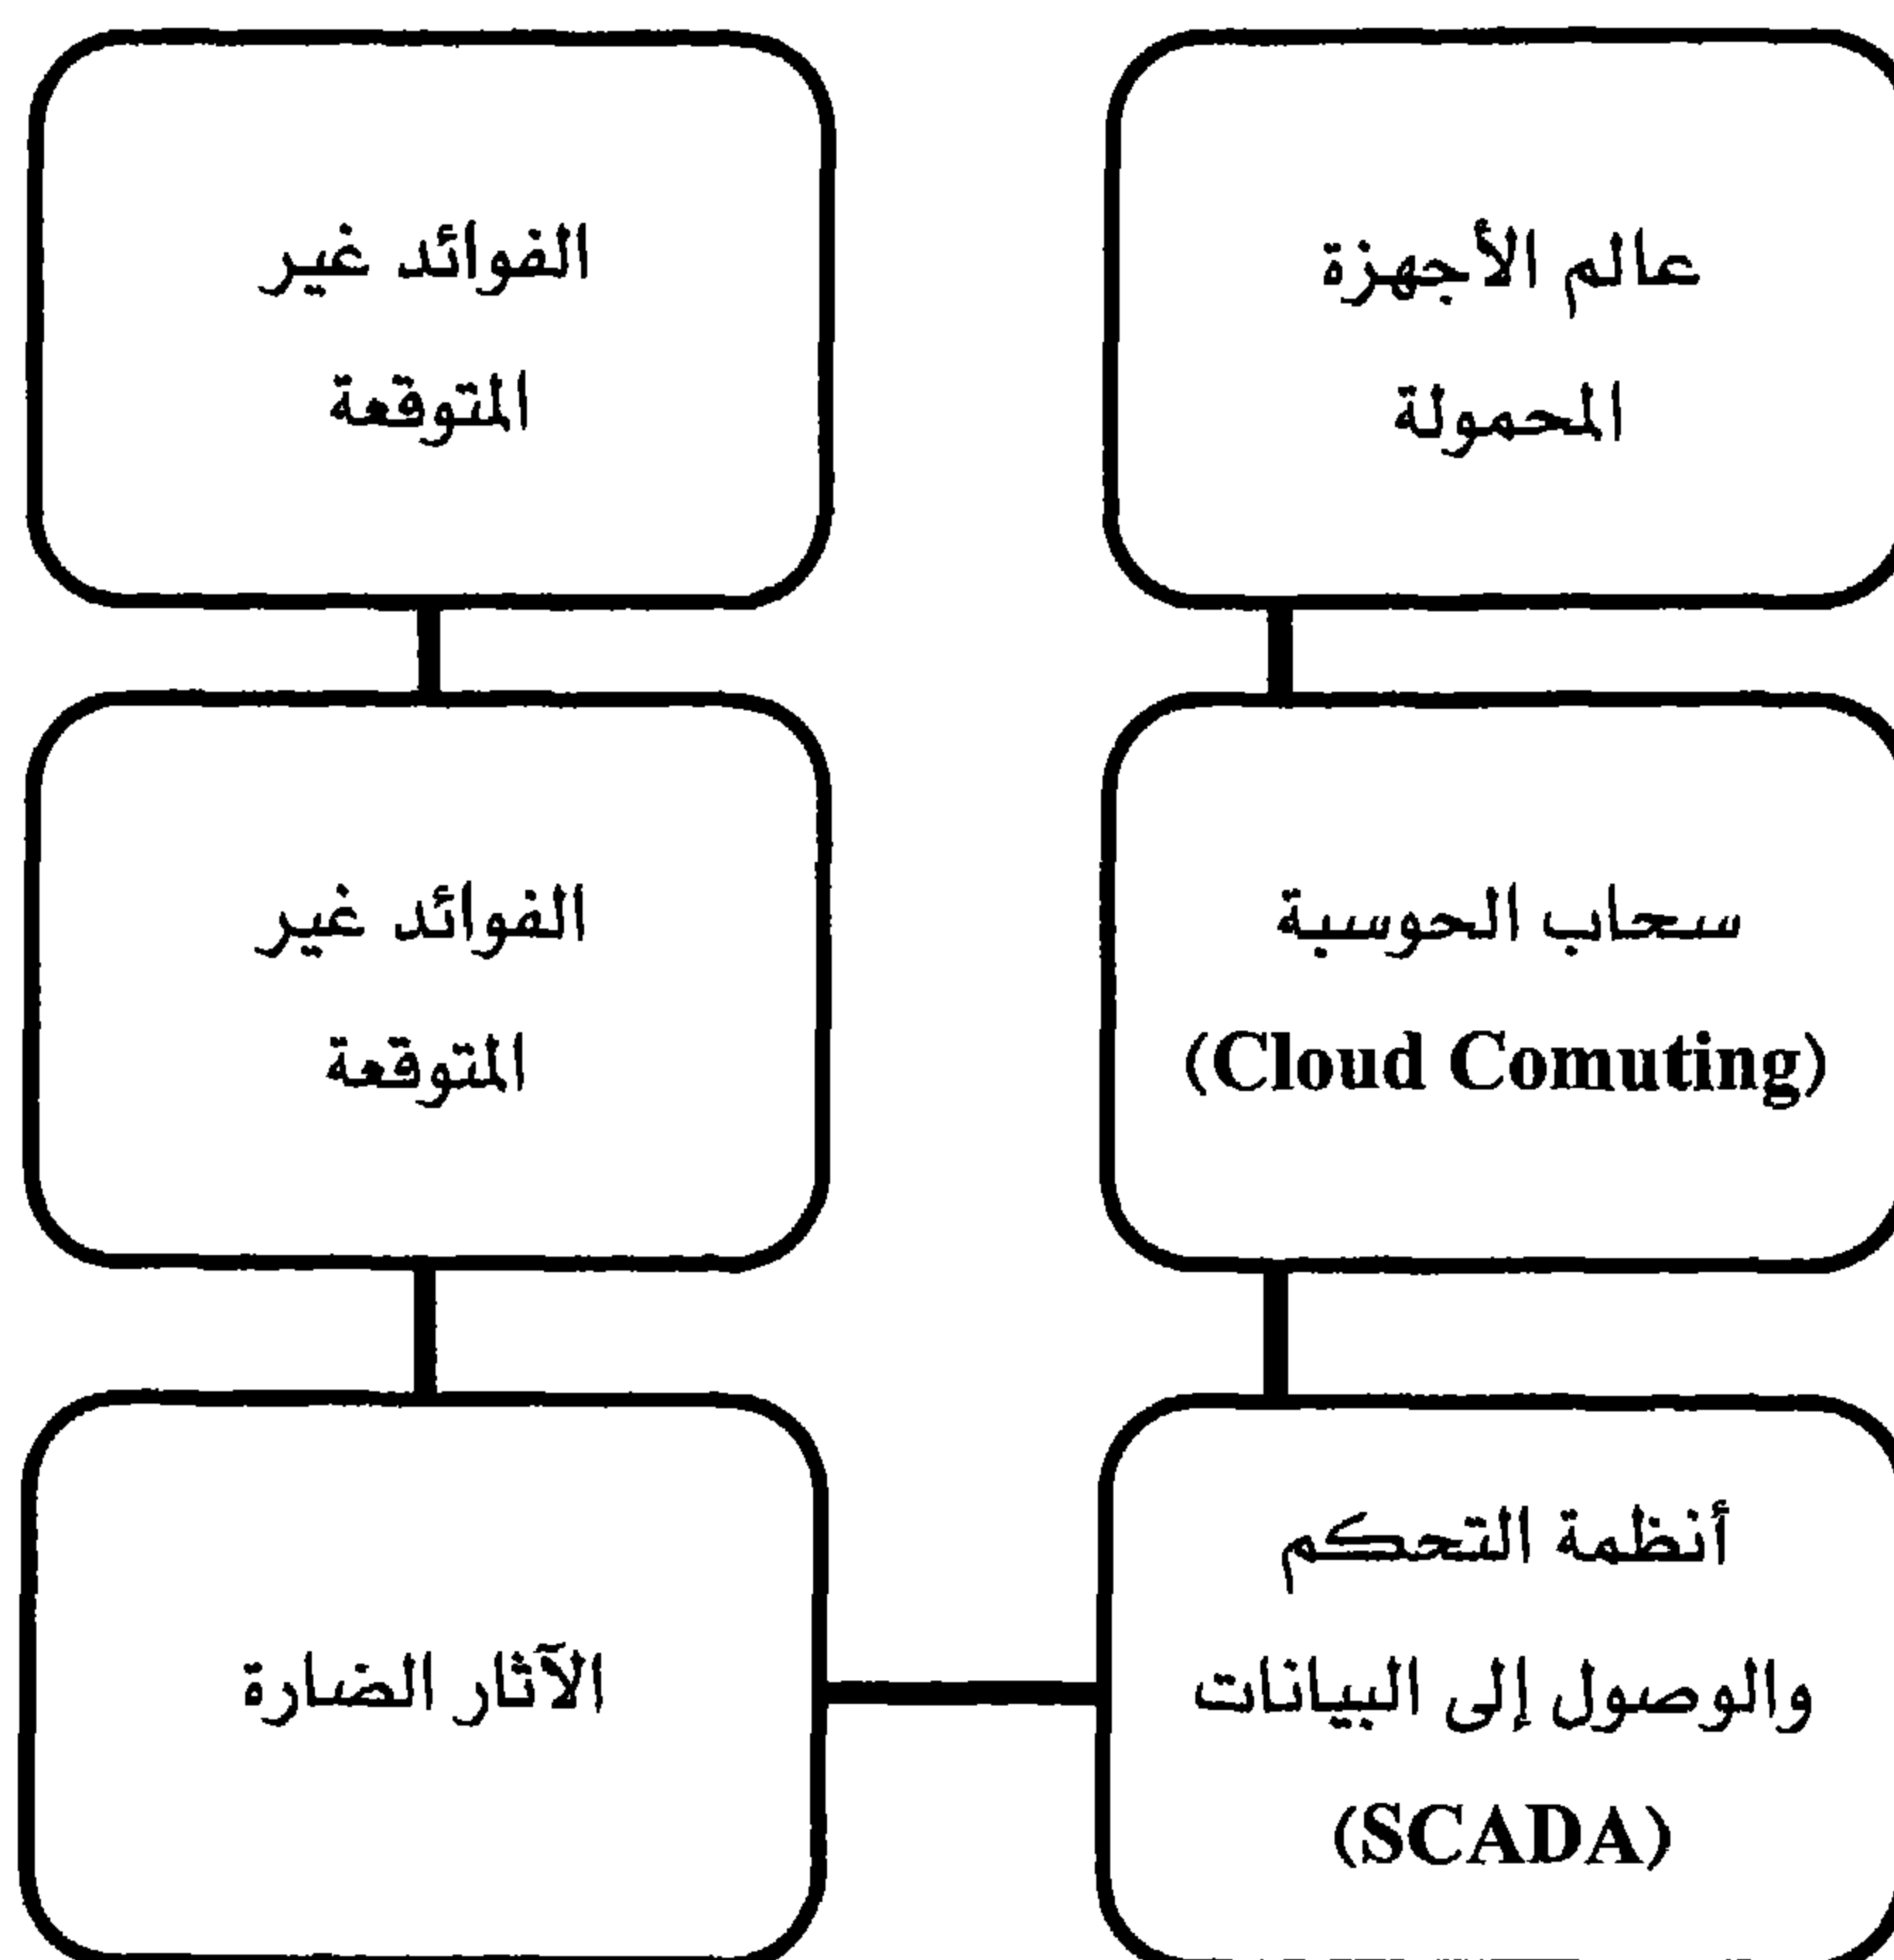 عالم الأجهزة
المحمولة
سحاب الحوسبة
(Cloud Comuting)
أنظمة التحكم
والوصول إلى البيانات
(SCADA)
الفوائد غير
المتوقعة
الفوائد غير
المتوقعة
الآثار الضارة